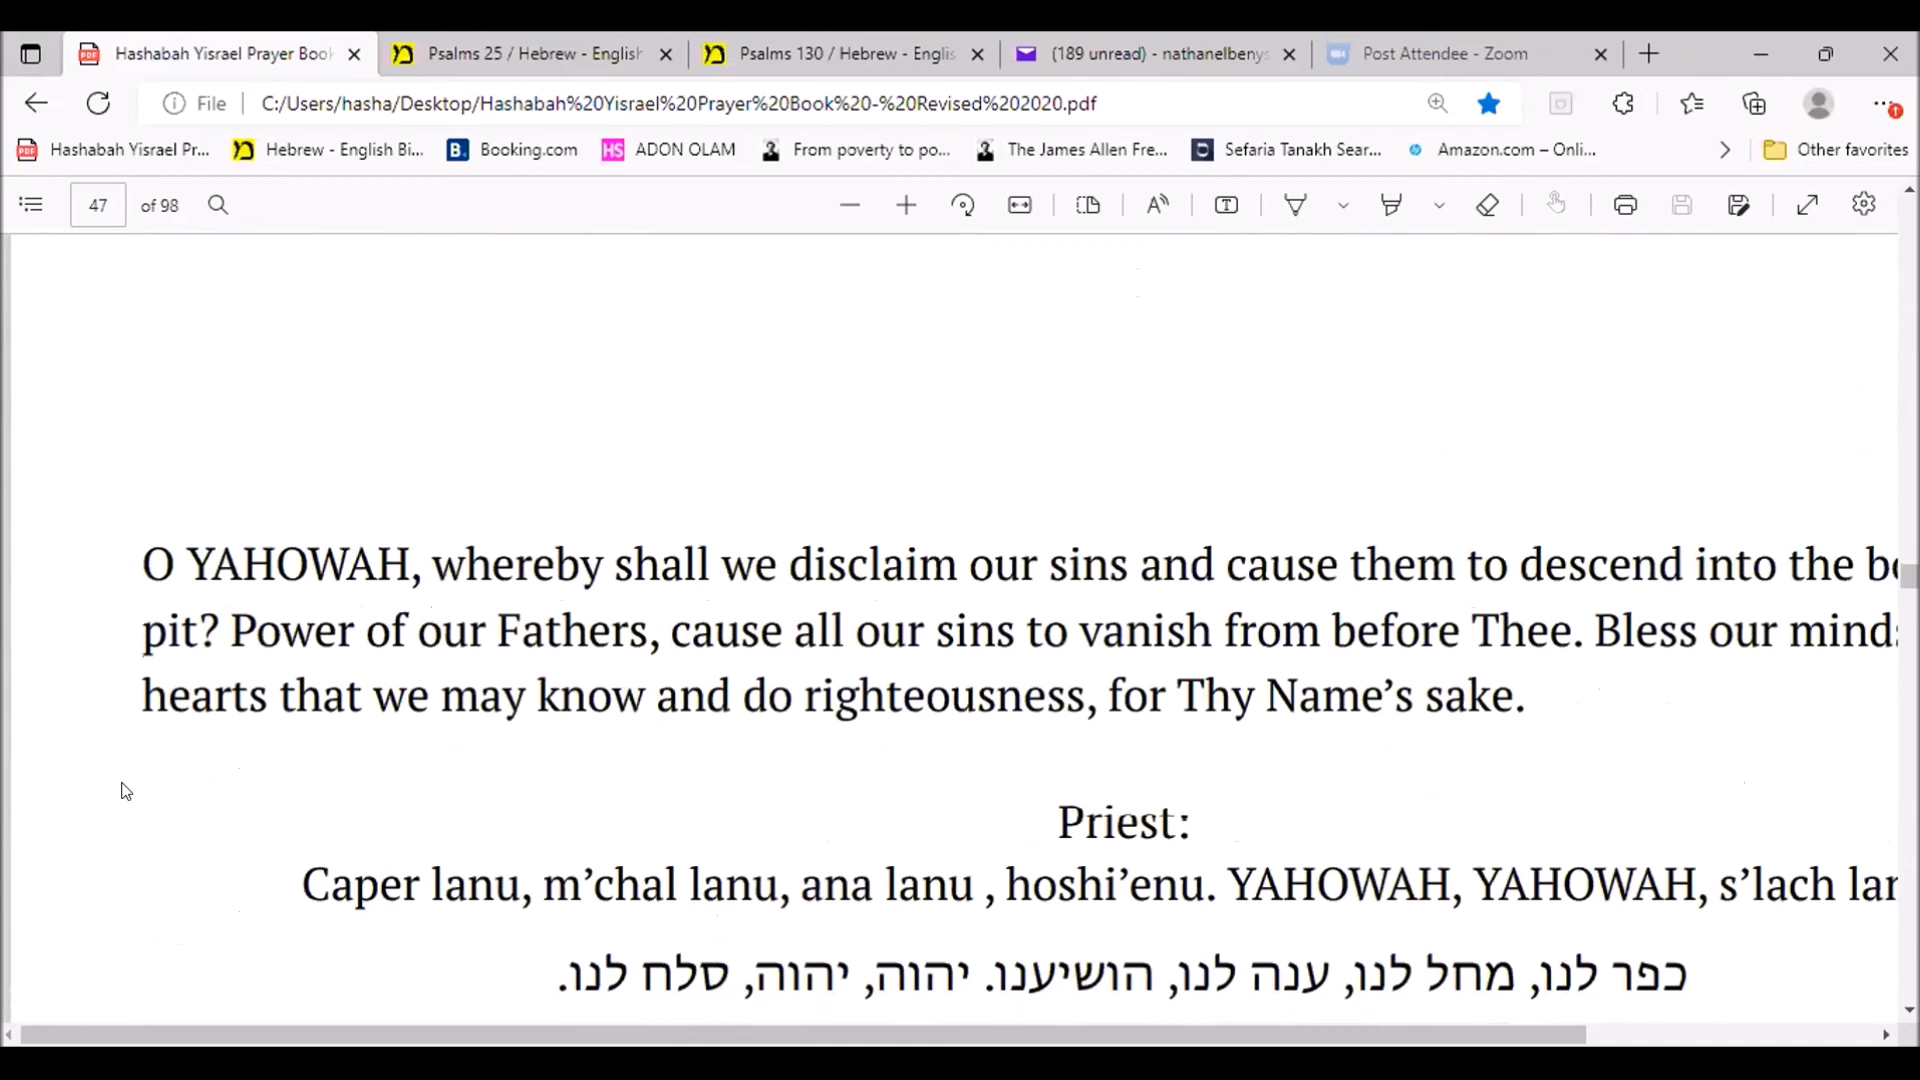 Hashabah Yisrael Prayer Boo
Psalms 25 / Hebrew - English
Psalms 130 / Hebrew - Englis
(189 unread) - nathanelbenys
Post Attendee - Zoom
File
C:/Users/hasha/Desktop/Hashabah%20Yisrael%20Prayer%20Book%20-%20Revised%202020.pdf
Hashabah Yisrael Pr...
Hebrew - English Bi...
Booking.com
ADON OLAM
From poverty to po...
The James Allen Fre...
Sefaria Tanakh Sear...
Amazon.com – Onli...
Other favorites
47 of 98
O YAHOWAH, whereby shall we disclaim our sins and cause them to descend into the
pit? Power of our Fathers, cause all our sins to vanish from before Thee. Bless our minds
hearts that we may know and do righteousness, for Thy Name’s sake.
Priest:
Caper lanu, m’chal lanu, ana lanu , hoshi’enu. YAHOWAH, YAHOWAH, s’lach
כפר לנו, מחל לנו, ענה לנו, הושיענו. יהוה, יהוה, סלח לנו.